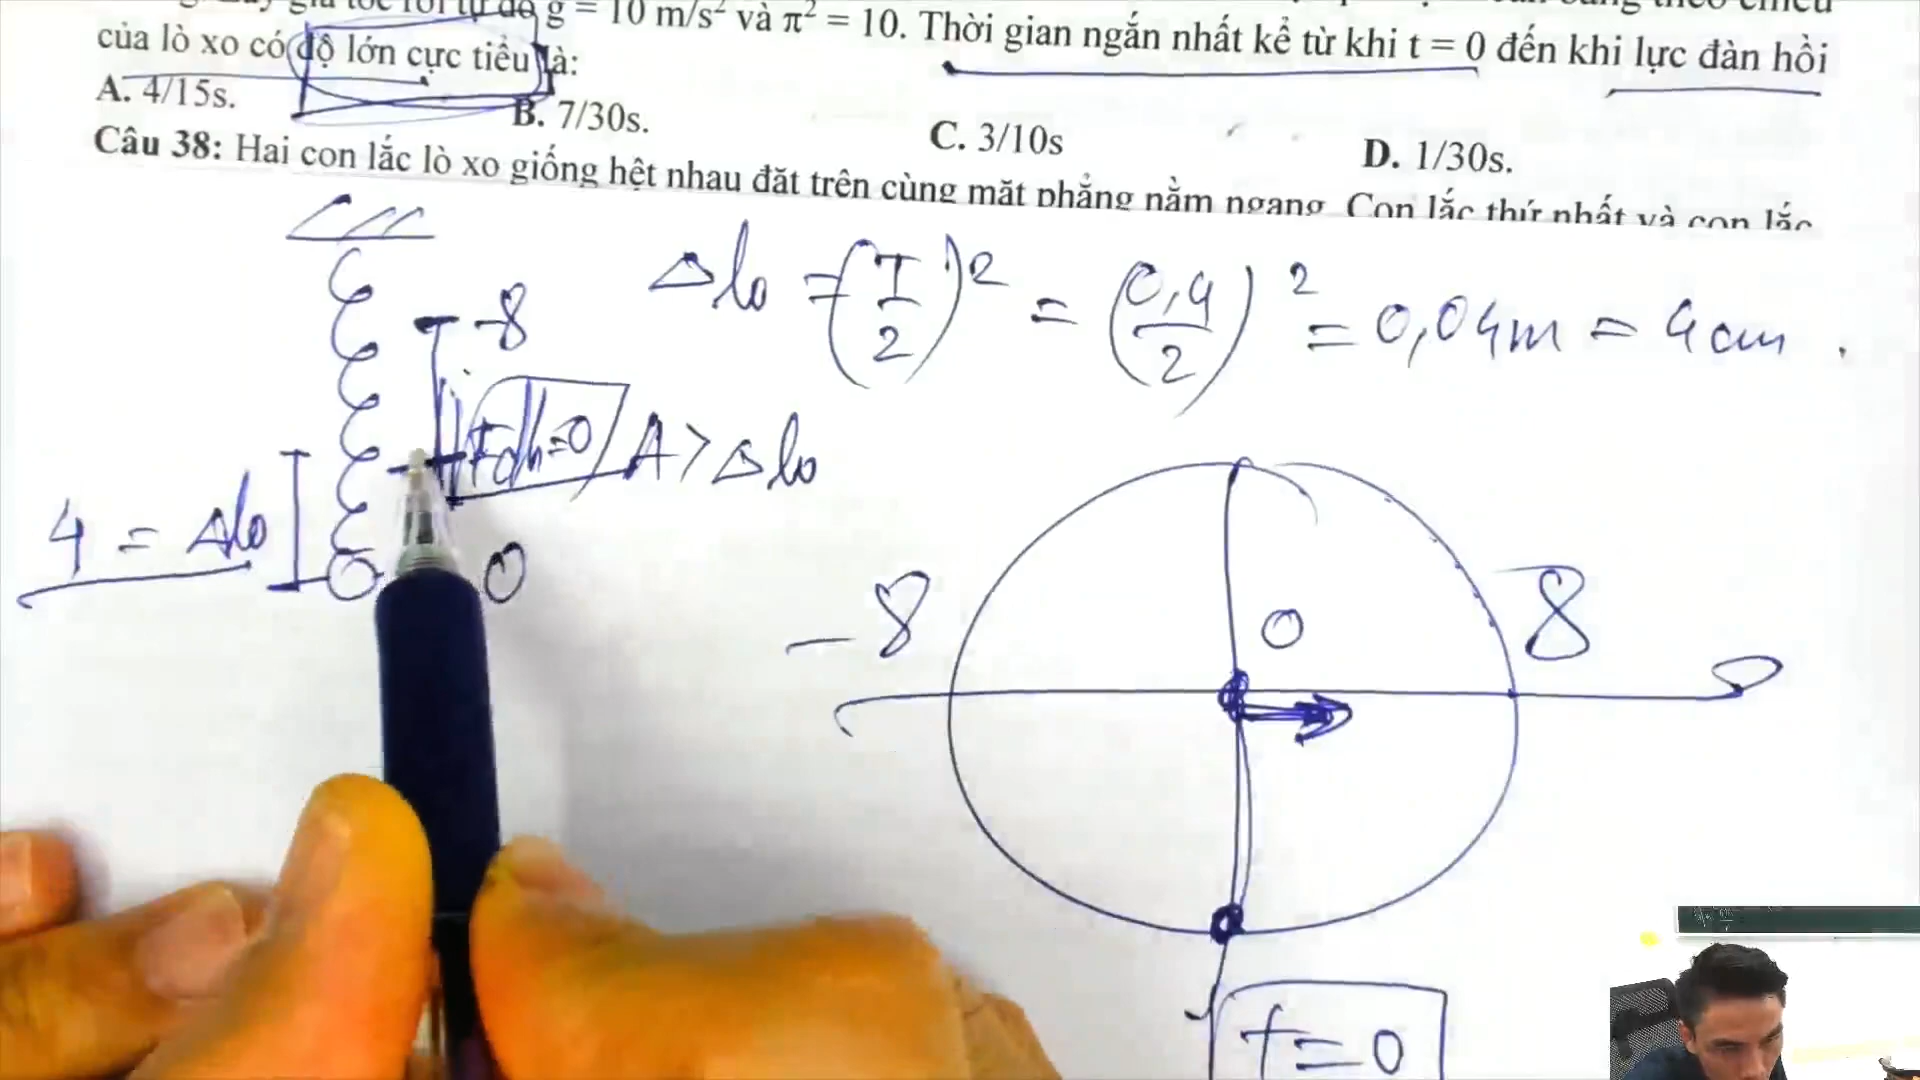 g = 10 m/s² và π² = 10. Thời gian ngắn nhất kể từ khi t = 0 đến khi lực đàn hồi
của lò xo có độ lớn cực tiểu là:
A. 4/15s. B. 7/30s. C. 3/10s D. 1/30s.
Câu 38: Hai con lắc lò xo giống hệt nhau đặt trên cùng mặt phẳng nằm ngang. Con lắc thứ nhất và con lắc
Δl₀ = (T/2)² = (0,4/2)² = 0,04m = 4cm.
-8
Fđh=0 A > Δl₀
4 = Δl₀
O
-8 O 8
t=0